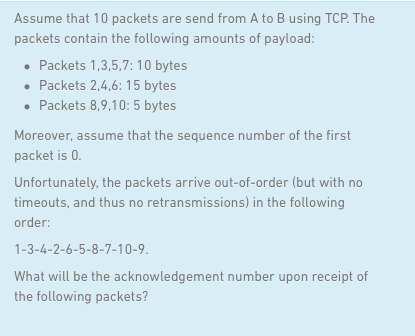 Assume that 10 packets are send from A to B using TCP. The
packets contain the following amounts of payload:
• Packets 1,3,5,7: 10 bytes
• Packets 2,4,6: 15 bytes
• Packets 8,9,10: 5 bytes
Moreover, assume that the sequence number of the first
packet is 0.
Unfortunately, the packets arrive out-of-order (but with no
timeouts, and thus no retransmissions) in the following
order:
1-3-4-2-6-5-8-7-10-9.
What will be the acknowledgement number upon receipt of
the following packets?